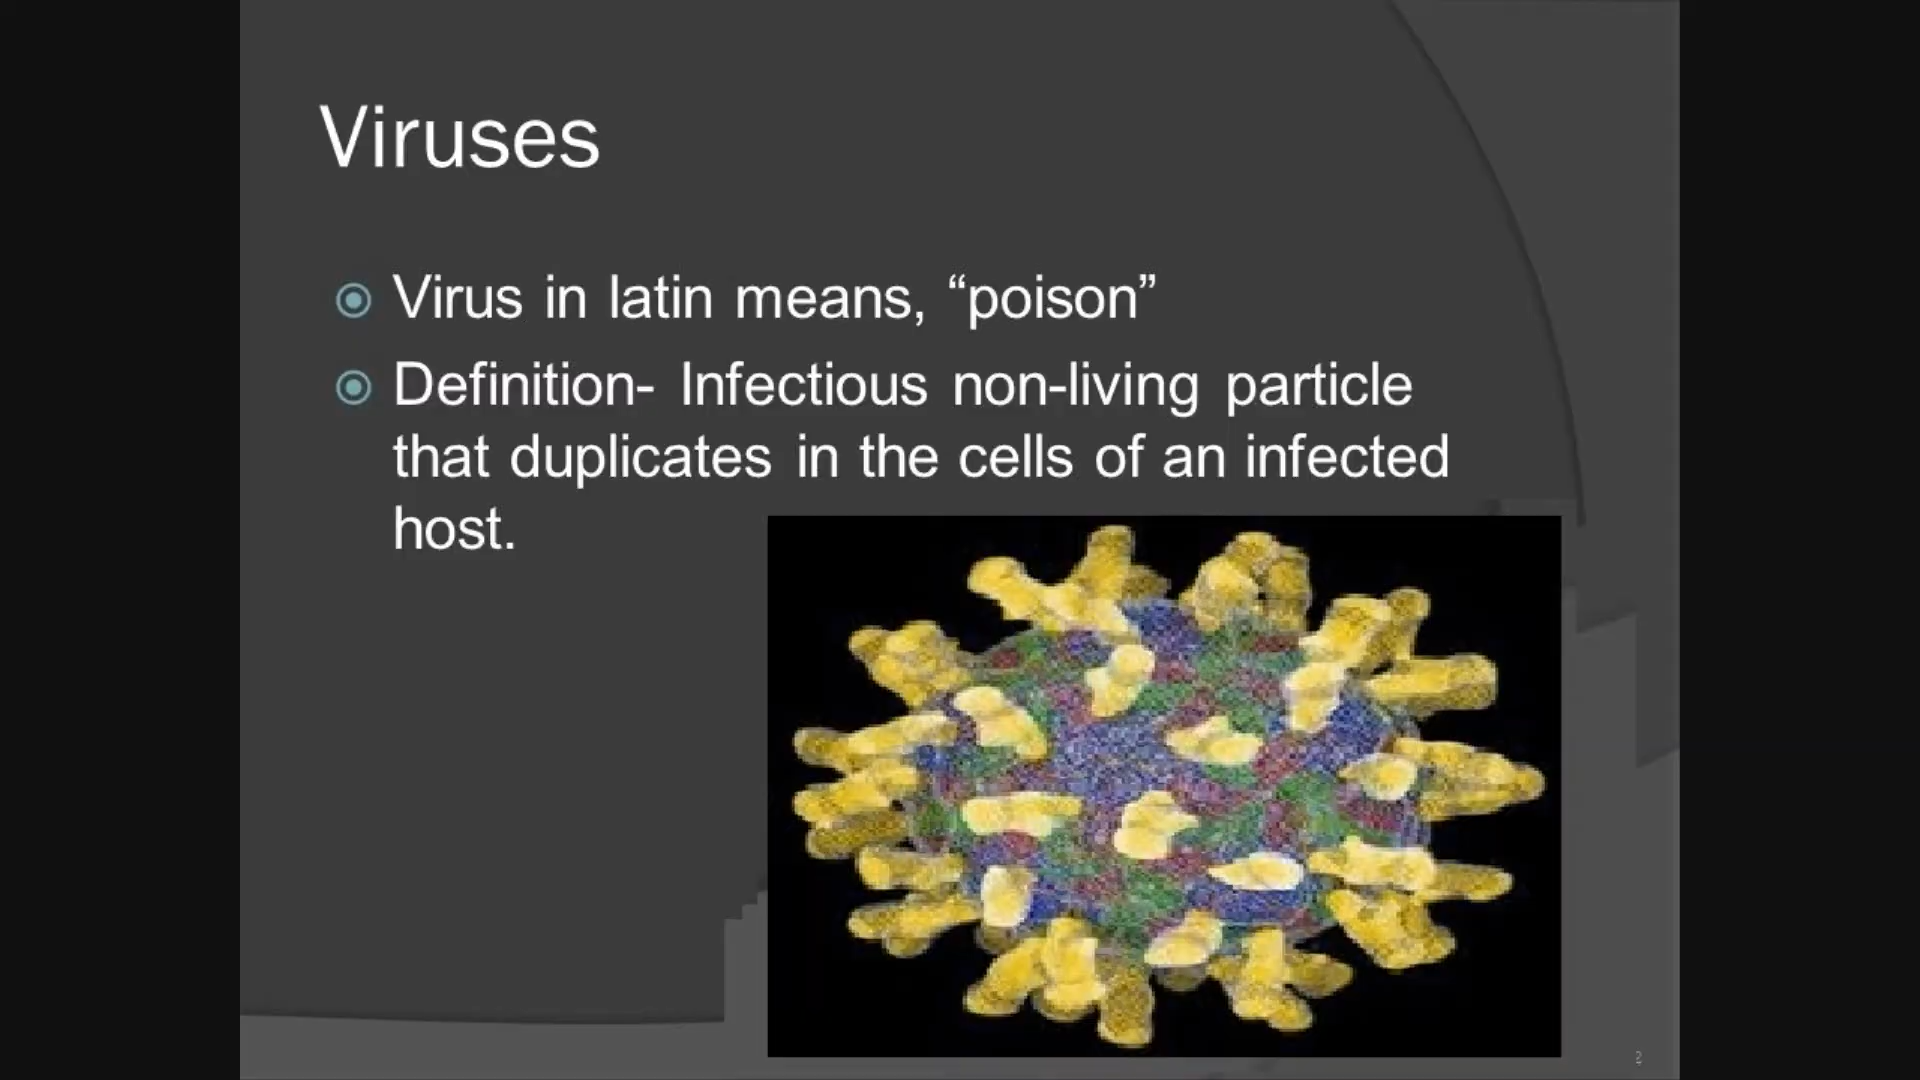 Viruses
Virus in latin means, “poison”
Definition- Infectious non-living particle
that duplicates in the cells of an infected
host.
2